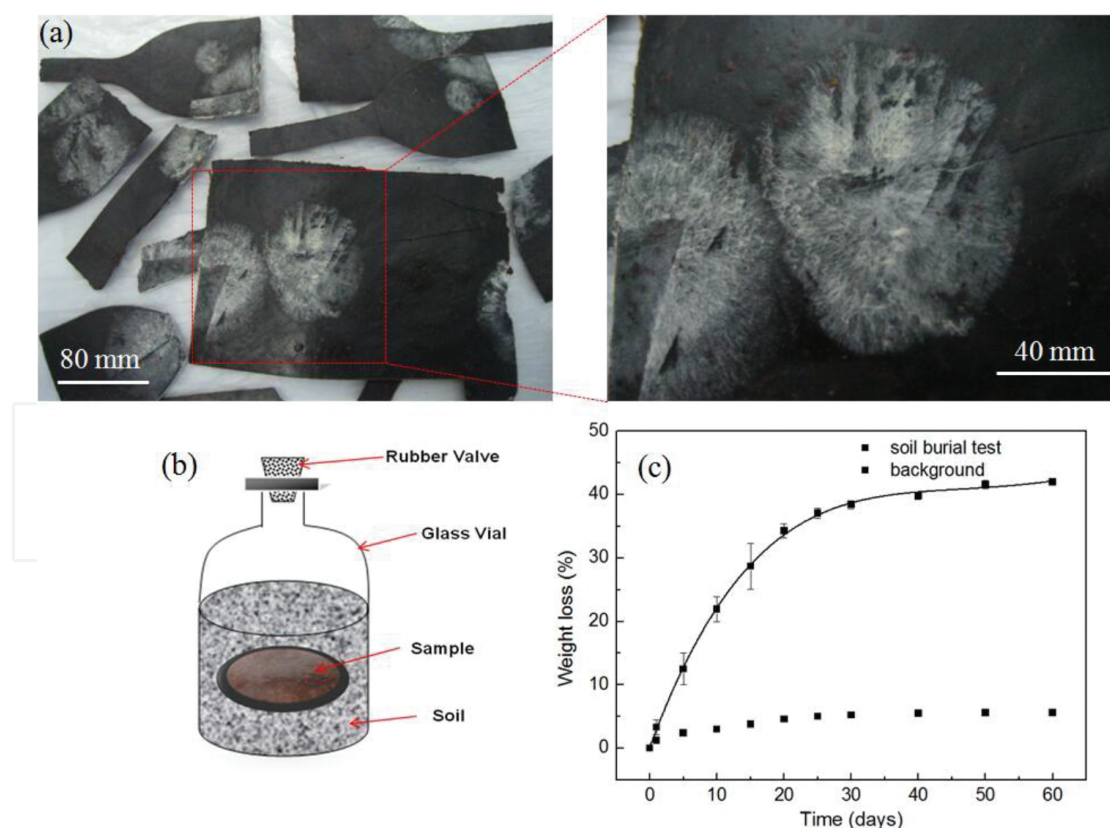 (a)
80 mm
40 mm
(b)
Rubber Valve
Glass Vial
Sample
Soil
(c)
soil burial test
background
Weight loss (%)
50
40
30
20
10
0
0 10 20 30 40 50 60
Time (days)